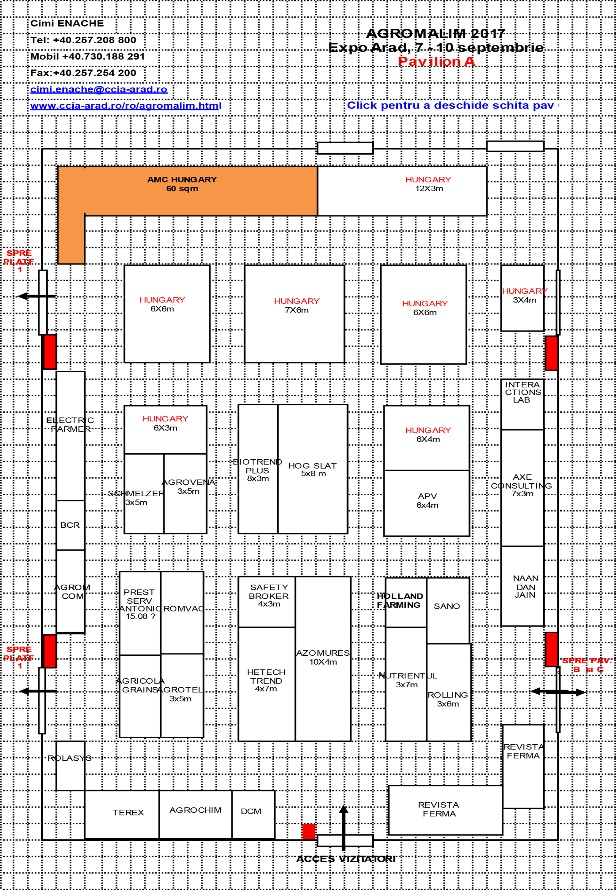 Cimi ENACHE
Tel: +40.257.208 800
Mobil +40.730.188 291
Fax:+40.257.254 200
cimi.enache@ccia-arad.ro
www.ccia-arad.ro/ro/agromalim.html
AGROMALIM 2017
Expo Arad, 7 - 10 septembrie
Pavilion A
Click pentru a deschide schita pav
AMC HUNGARY
60 sqm
HUNGARY
12X3m
SPRE
PLATF.
1
HUNGARY
6X6m
HUNGARY
7X6m
HUNGARY
6X6m
HUNGARY
3X4m
ELECTRIC
FARMER
BCR
AGROM
COM
HUNGARY
6X3m
SCHMELZER
3x5m
AGROVENA
3x5m
BIOTREND
PLUS
8x3m
HOG SLAT
5x8 m
HUNGARY
6X4m
APV
6x4m
INTERA
CTIONS
LAB
AXE
CONSULTING
7x3m
NAAN
DAN
JAIN
PREST
SERV
ANTONIO
15.08 ?
ROMVAC
AGRICOLA
GRAINS
AGROTEL
3x5m
SAFETY
BROKER
4x3m
HETECH
TREND
4x7m
AZOMURES
10X4m
HOLLAND
FARMING
SANO
NUTRIENTUL
3x7m
ROLLING
3x6m
SPRE
PLATF.
1
SPRE PAV.
B si C
ROLASYS
TEREX
AGROCHIM
DCM
REVISTA
FERMA
REVISTA
FERMA
ACCES VIZITATORI